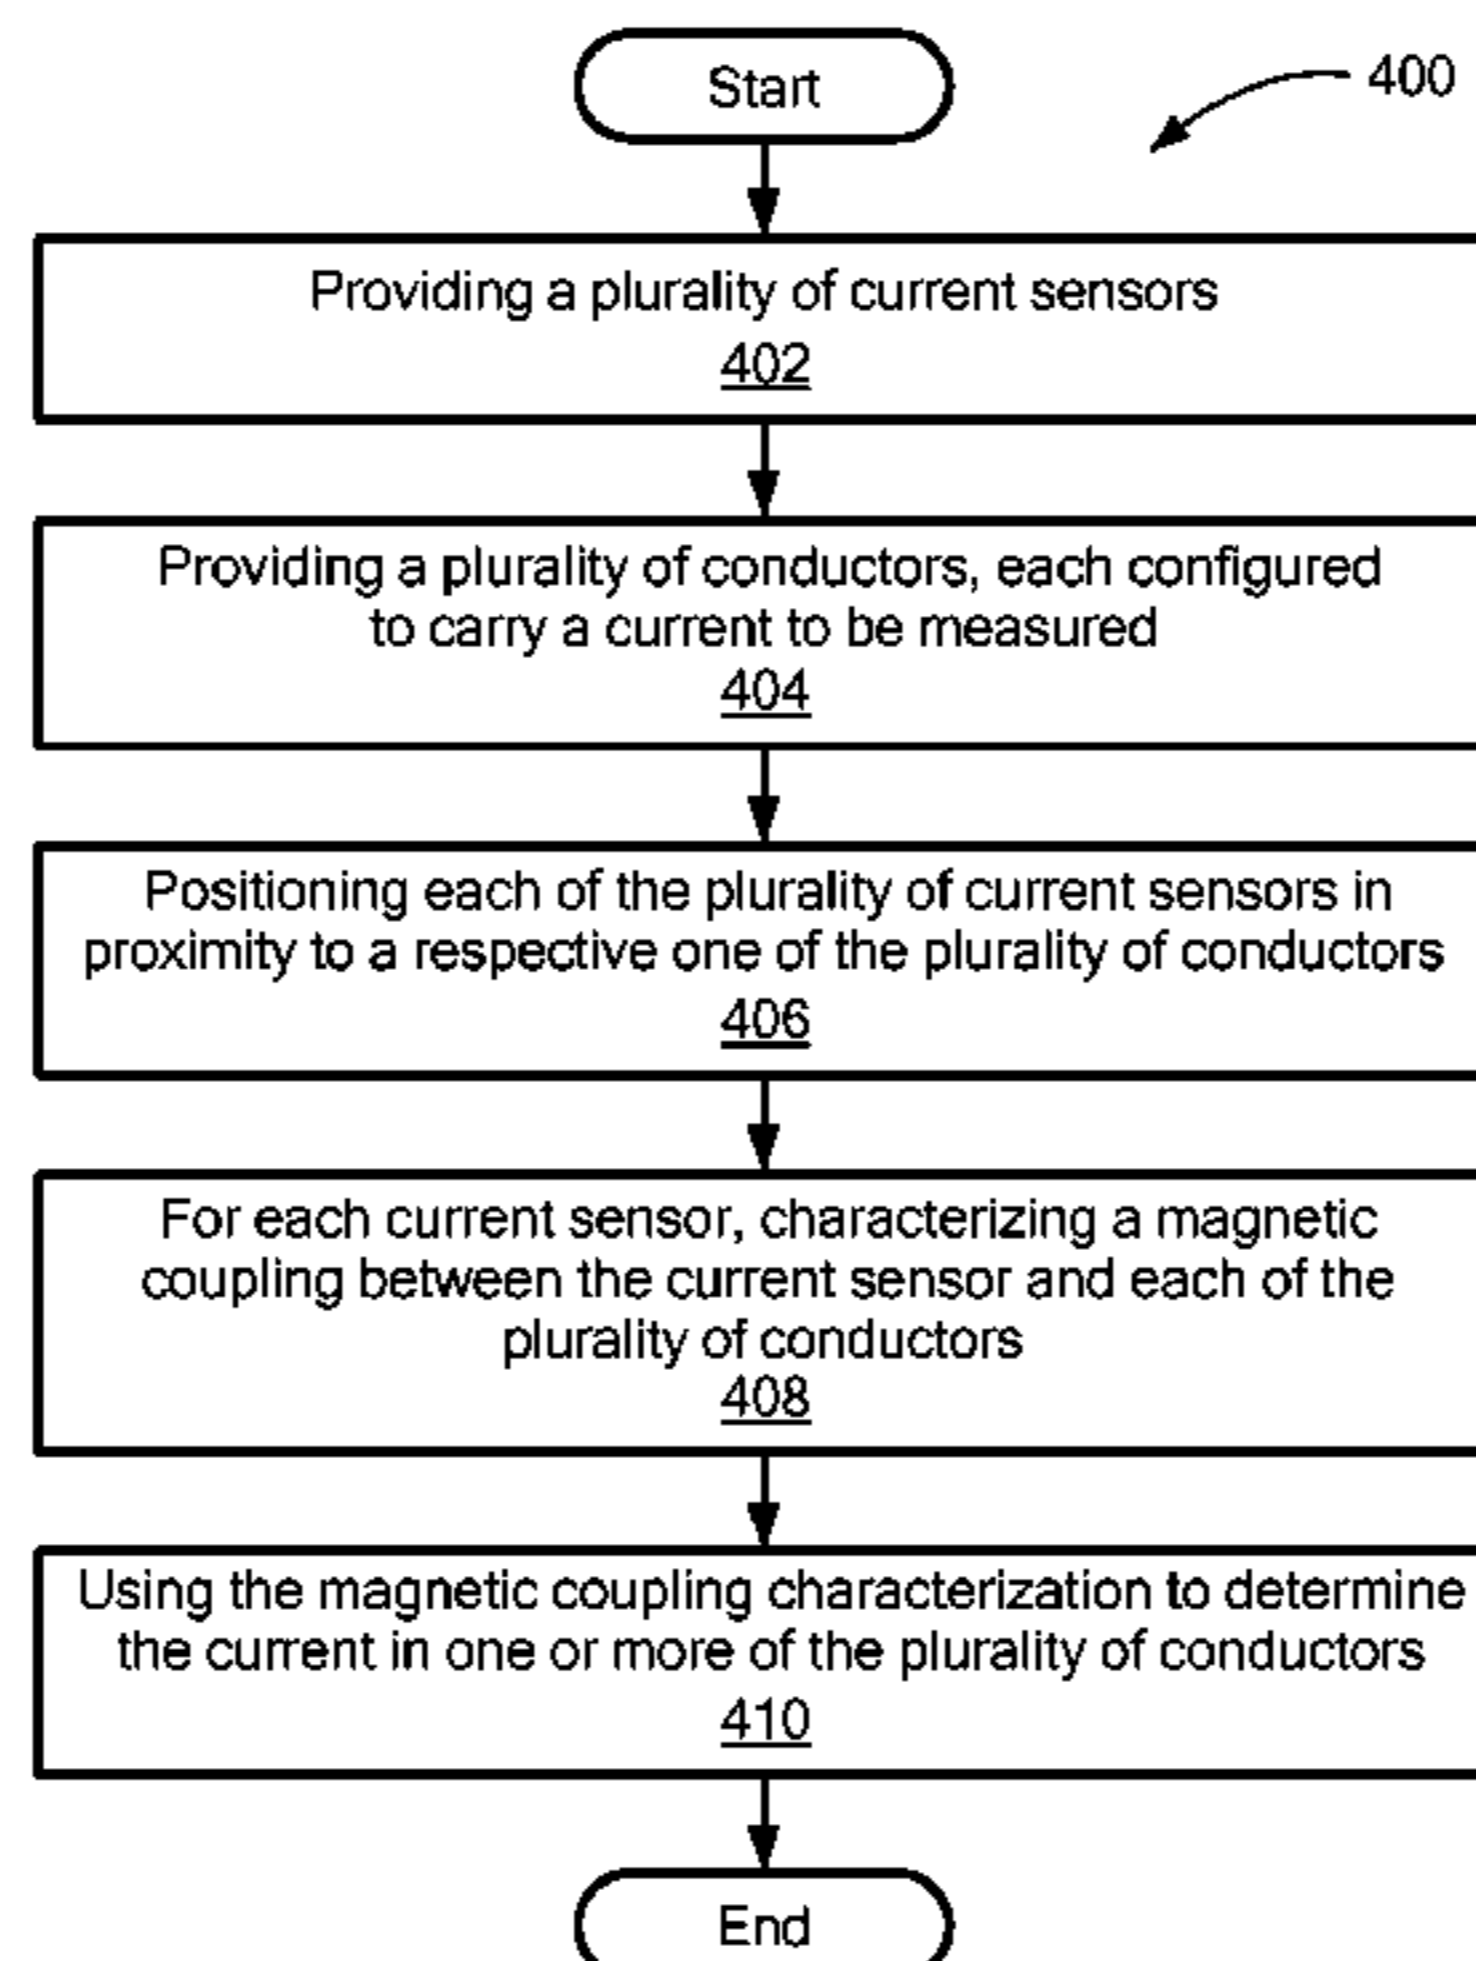 Start
400
Providing a plurality of current sensors
402
Providing a plurality of conductors, each configured
to carry a current to be measured
404
Positioning each of the plurality of current sensors in
proximity to a respective one of the plurality of conductors
406
For each current sensor, characterizing a magnetic
coupling between the current sensor and each of the
plurality of conductors
408
Using the magnetic coupling characterization to determine
the current in one or more of the plurality of conductors
410
End